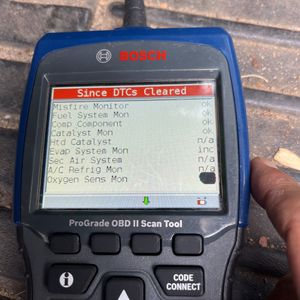 BOSCH
Since DTCs Cleared
Misfire Monitor ok
Fuel System Mon ok
Comp Component ok
Catalyst Mon ok
Htd Catalyst n/a
Evap System Mon inc
Sec Air System n/a
A/C Refrig Mon n/a
Oxygen Sens Mon
ProGrade OBD II Scan Tool
CODE
CONNECT